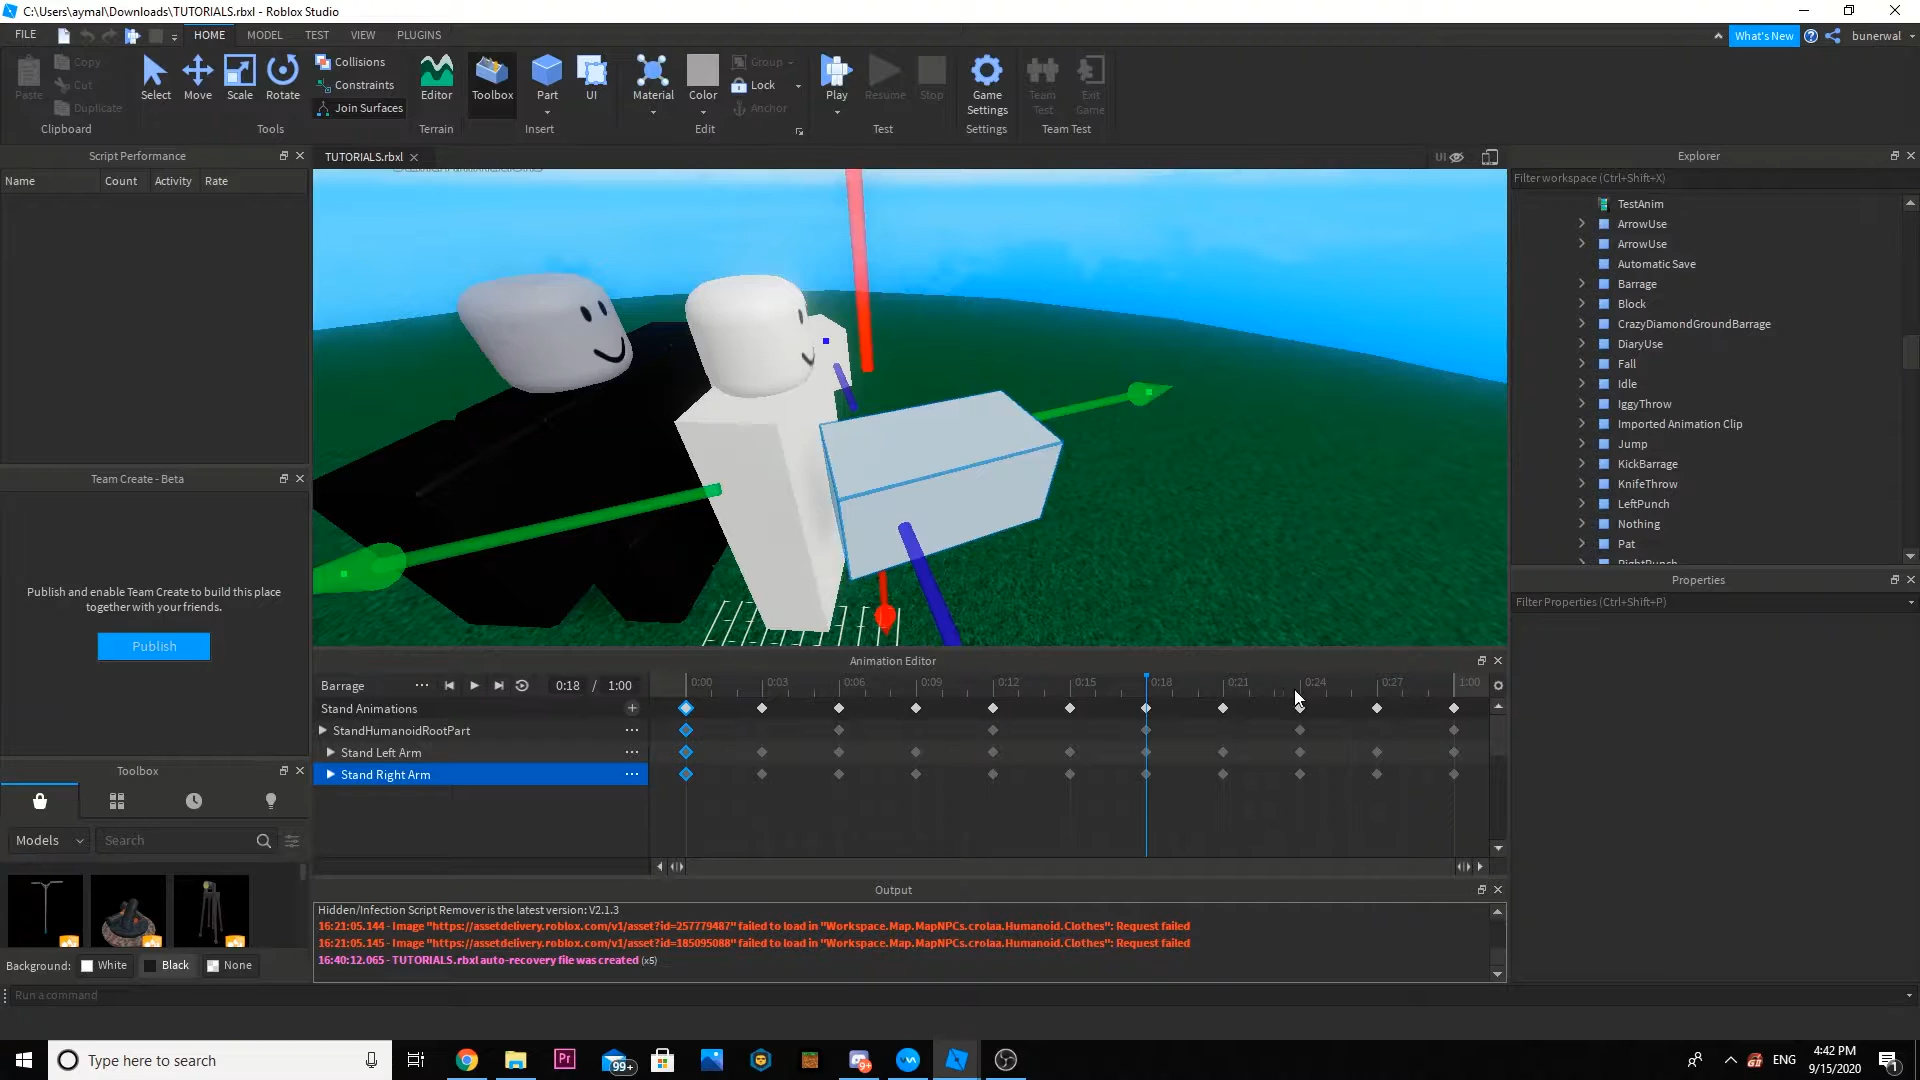 C:\Users\aymal\Downloads\TUTORIALS.rbxl - Roblox Studio
FILE HOME MODEL TEST VIEW PLUGINS What's New bunerwal
Paste Copy Cut Duplicate Clipboard
Select Move Scale Rotate Collisions Constraints Join Surfaces Tools
Editor Terrain
Toolbox Part UI Insert
Material Color Group Lock Anchor Edit
Play Resume Stop Test
Game Settings Settings
Team Test Exit Game Team Test
Script Performance
Name Count Activity Rate
TUTORIALS.rbxl
UI
Explorer
Filter workspace (Ctrl+Shift+X)
TestAnim
ArrowUse
ArrowUse
Automatic Save
Barrage
Block
CrazyDiamondGroundBarrage
DiaryUse
Fall
Idle
IggyThrow
Imported Animation Clip
Jump
KickBarrage
KnifeThrow
LeftPunch
Nothing
Pat
RightPunch
Team Create - Beta
Publish and enable Team Create to build this place
together with your friends.
Publish
Properties
Filter Properties (Ctrl+Shift+P)
Animation Editor
Barrage 0:18 / 1:00 0:00 0:03 0:06 0:09 0:12 0:15 0:18 0:21 0:24 0:27 1:00
Stand Animations
StandHumanoidRootPart
Stand Left Arm
Stand Right Arm
Toolbox
Models Search
Background: White Black None
Output
Hidden/Infection Script Remover is the latest version: V2.1.3
16:21:05.144 - Image "https://assetdelivery.roblox.com/v1/asset?id=257779487" failed to load in "Workspace.Map.MapNPCs.crolaa.Humanoid.Clothes": Request failed
16:21:05.145 - Image "https://assetdelivery.roblox.com/v1/asset?id=185095088" failed to load in "Workspace.Map.MapNPCs.crolaa.Humanoid.Clothes": Request failed
16:40:12.065 - TUTORIALS.rbxl auto-recovery file was created (x5)
Run a command
Type here to search
Pr
99+
ENG
4:42 PM
9/15/2020
1